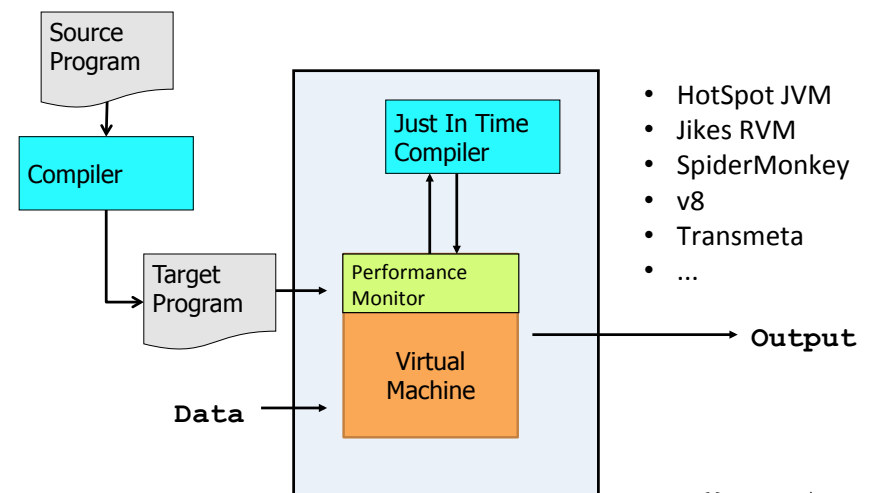 Source
Program
Compiler
Target
Program
Data
Just In Time
Compiler
Performance
Monitor
Virtual
Machine
• HotSpot JVM
• Jikes RVM
• SpiderMonkey
• v8
• Transmeta
• ...
Output